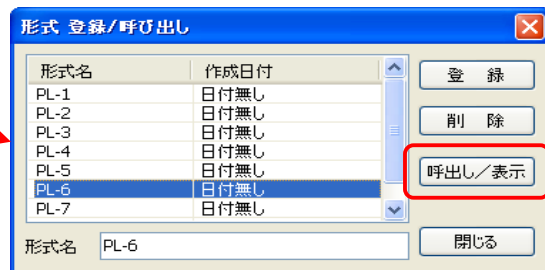 形式 登録/呼び出し
形式名 作成日付
PL-1 日付無し
PL-2 日付無し
PL-3 日付無し
PL-4 日付無し
PL-5 日付無し
PL-6 日付無し
PL-7 日付無し
形式名 PL-6
登 録
削 除
呼出し／表示
閉じる